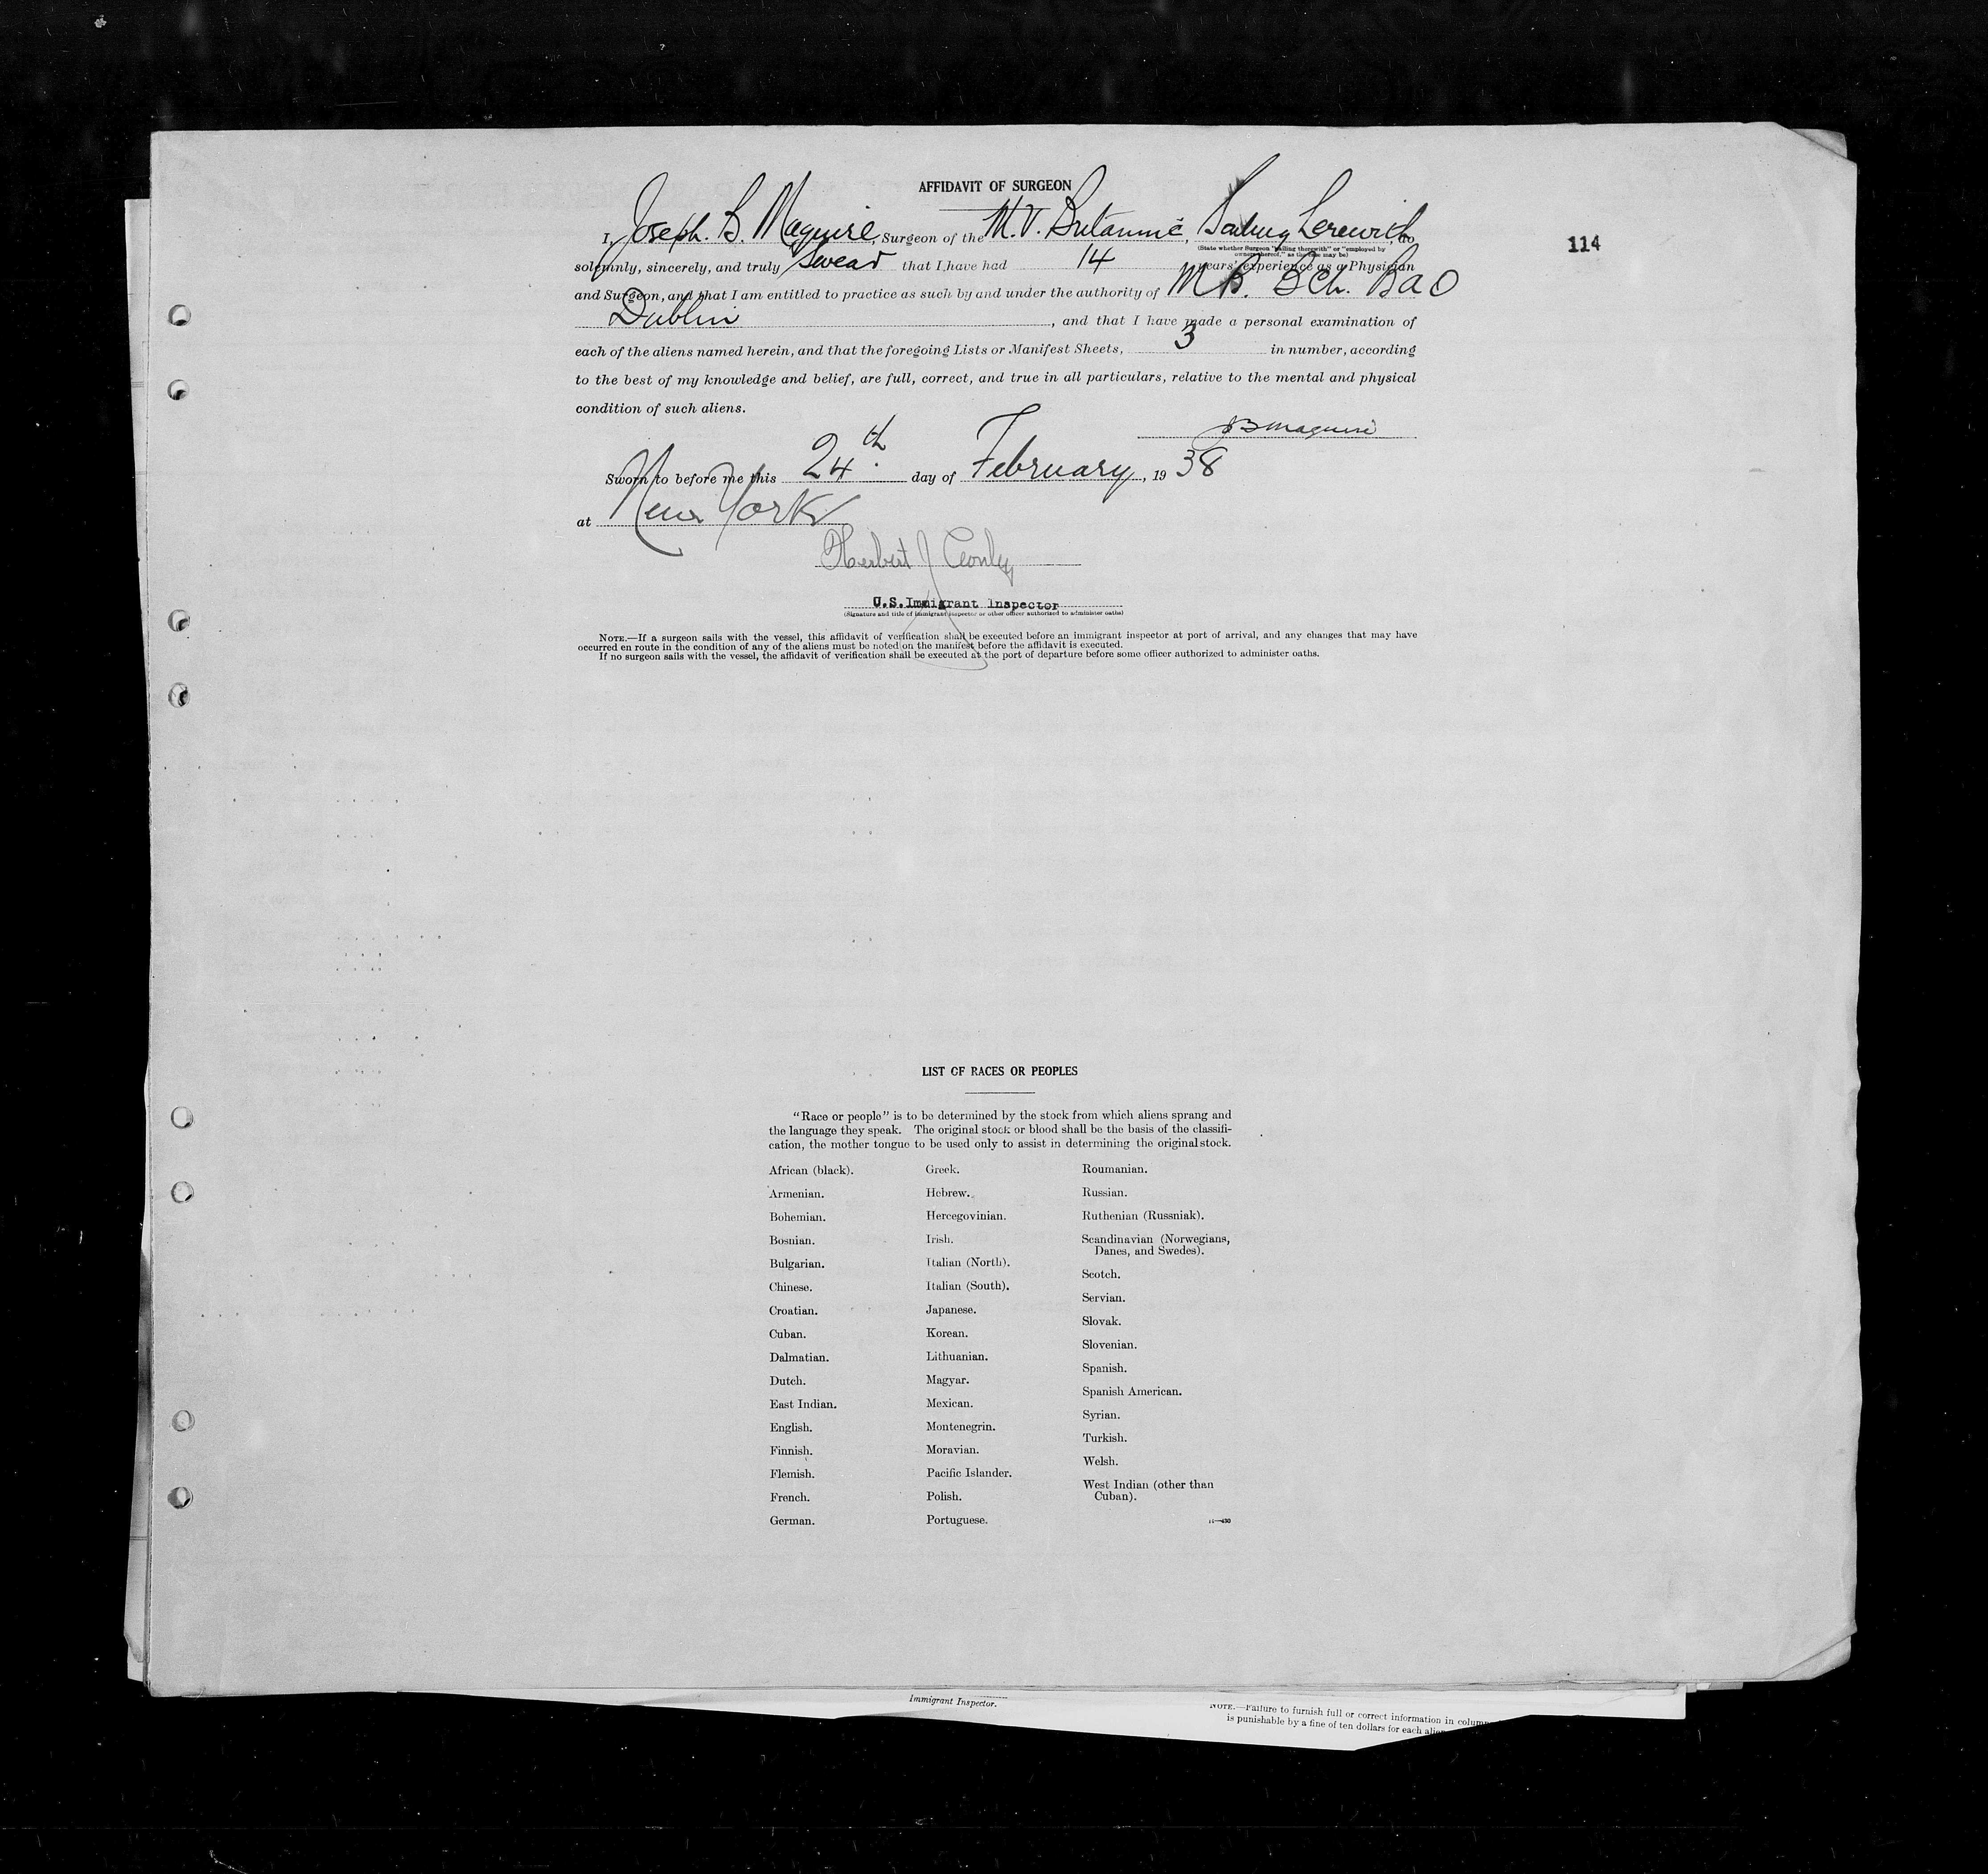 AFFIDAVIT OF SURGEON
114
I, Joseph. B. Maguire, Surgeon of the M.V. Britannic, Sailing Therewith, do
(State whether Surgeon "sailing therewith" or "employed by
owners thereof," as the case may be)
solemnly, sincerely, and truly swear that I have had 14 years' experience as a Physician
and Surgeon, and that I am entitled to practice as such by and under the authority of M B. BCh. BaO
Dublin, and that I have made a personal examination of
each of the aliens named herein, and that the foregoing Lists or Manifest Sheets, 3 in number, according
to the best of my knowledge and belief, are full, correct, and true in all particulars, relative to the mental and physical
condition of such aliens.
JBMaguire
Sworn to before me this 24th day of February, 1938
at New York
Herbert J
U.S.Immigrant Inspector
(Signature and title of immigrant inspector or other officer authorized to administer oaths)
NOTE.—If a surgeon sails with the vessel, this affidavit of verification shall be executed before an immigrant inspector at port of arrival, and any changes that may have
occurred en route in the condition of any of the aliens must be noted on the manifest before the affidavit is executed.
If no surgeon sails with the vessel, the affidavit of verification shall be executed at the port of departure before some officer authorized to administer oaths.
LIST OF RACES OR PEOPLES
"Race or people" is to be determined by the stock from which aliens sprang and
the language they speak. The original stock or blood shall be the basis of the classifi-
cation, the mother tongue to be used only to assist in determining the original stock.
African (black).
Armenian.
Bohemian.
Bosnian.
Bulgarian.
Chinese.
Croatian.
Cuban.
Dalmatian.
Dutch.
East Indian.
English.
Finnish.
Flemish.
French.
German.
Greek.
Hebrew.
Hercegovinian.
Irish.
Italian (North).
Italian (South).
Japanese.
Korean.
Lithuanian.
Magyar.
Mexican.
Montenegrin.
Moravian.
Pacific Islander.
Polish.
Portuguese.
Roumanian.
Russian.
Ruthenian (Russniak).
Scandinavian (Norwegians,
Danes, and Swedes).
Scotch.
Servian.
Slovak.
Slovenian.
Spanish.
Spanish American.
Syrian.
Turkish.
Welsh.
West Indian (other than
Cuban).
Immigrant Inspector.
NOTE.—Failure to furnish full or correct information in
is punishable by a fine of ten dollars for each